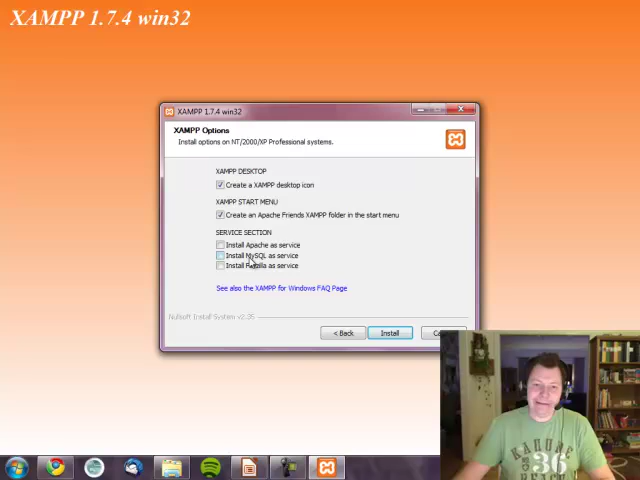 XAMPP 1.7.4 win32
XAMPP 1.7.4 win32
XAMPP Options
Install options on NT/2000/XP Professional systems.
XAMPP DESKTOP
Create a XAMPP desktop icon
XAMPP START MENU
Create an Apache Friends XAMPP folder in the start menu
SERVICE SECTION
Install Apache as service
Install MySQL as service
Install as service
See also the XAMPP for Windows FAQ Page
Nullsoft Install System v2.35
< Back
Install
36